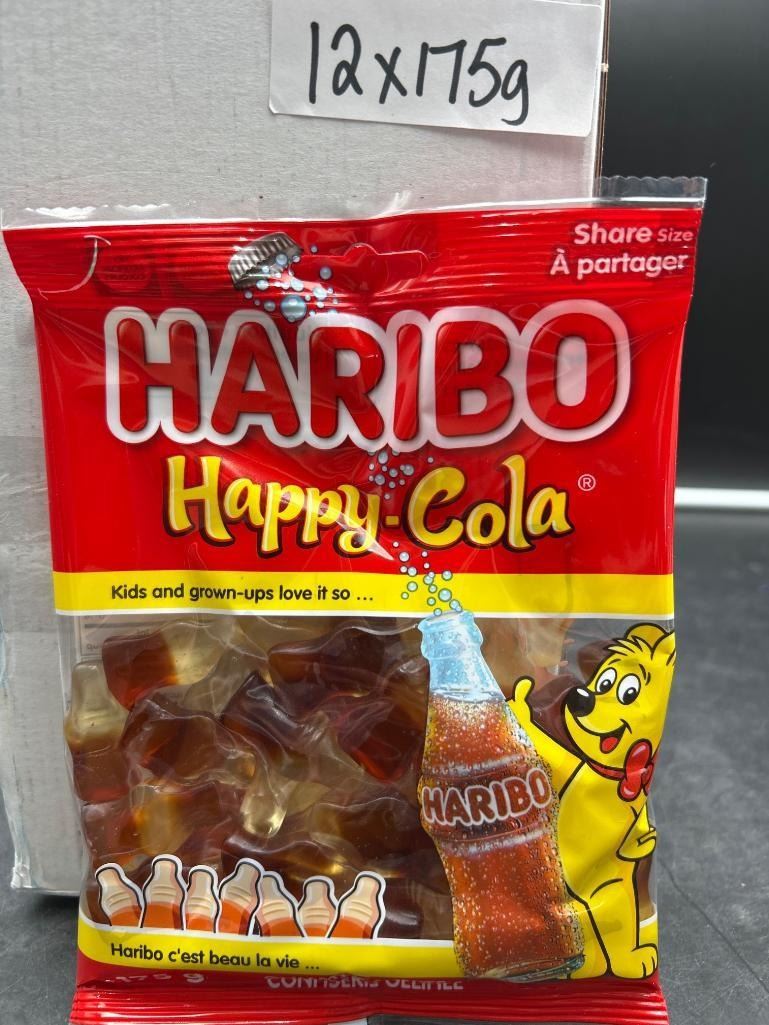 12x175g
Share Size
À partager
HARIBO
Happy-Cola®
Kids and grown-ups love it so ...
HARIBO
Haribo c'est beau la vie ...
175 g